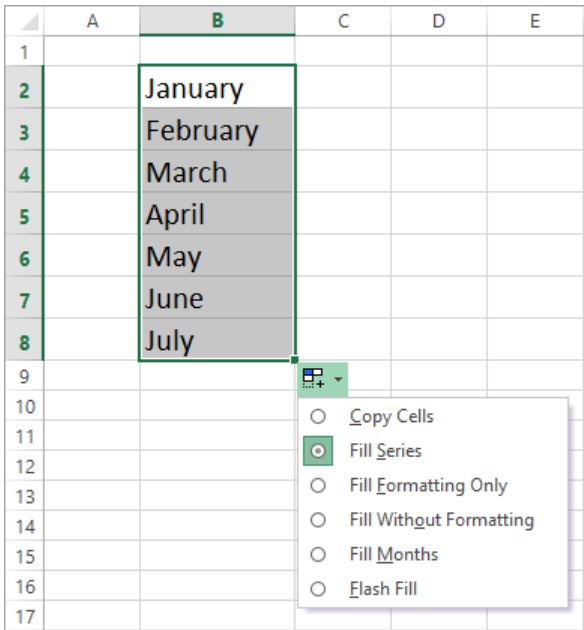 A B C D E
1
2 January
3 February
4 March
5 April
6 May
7 June
8 July
9
10 Copy Cells
11 Fill Series
12 Fill Formatting Only
13 Fill Without Formatting
14
15 Fill Months
16 Flash Fill
17